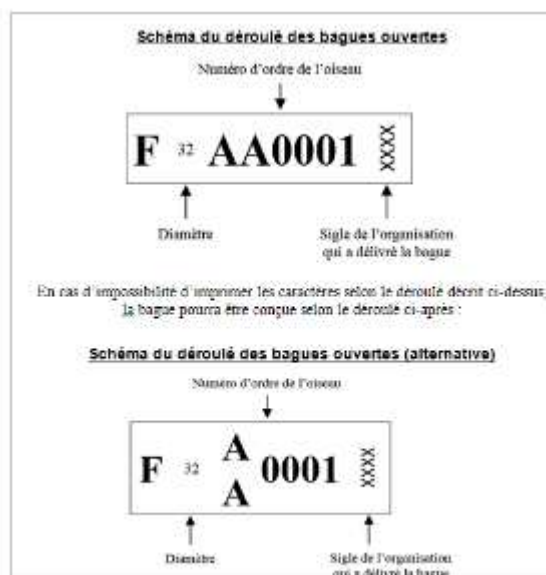 Schéma du déroulé des bagues ouvertes
Numéro d'ordre de l'oiseau
F 32 AA0001 XXXX
Diamètre
Sigle de l'organisation
qui a délivré la bague
En cas d'impossibilité d'imprimer les caractères selon le déroulé décrit ci-dessus,
la bague pourra être conçue selon le déroulé ci-après :
Schéma du déroulé des bagues ouvertes (alternative)
Numéro d'ordre de l'oiseau
F 32 A A 0001 XXXX
Diamètre
Sigle de l'organisation
qui a délivré la bague